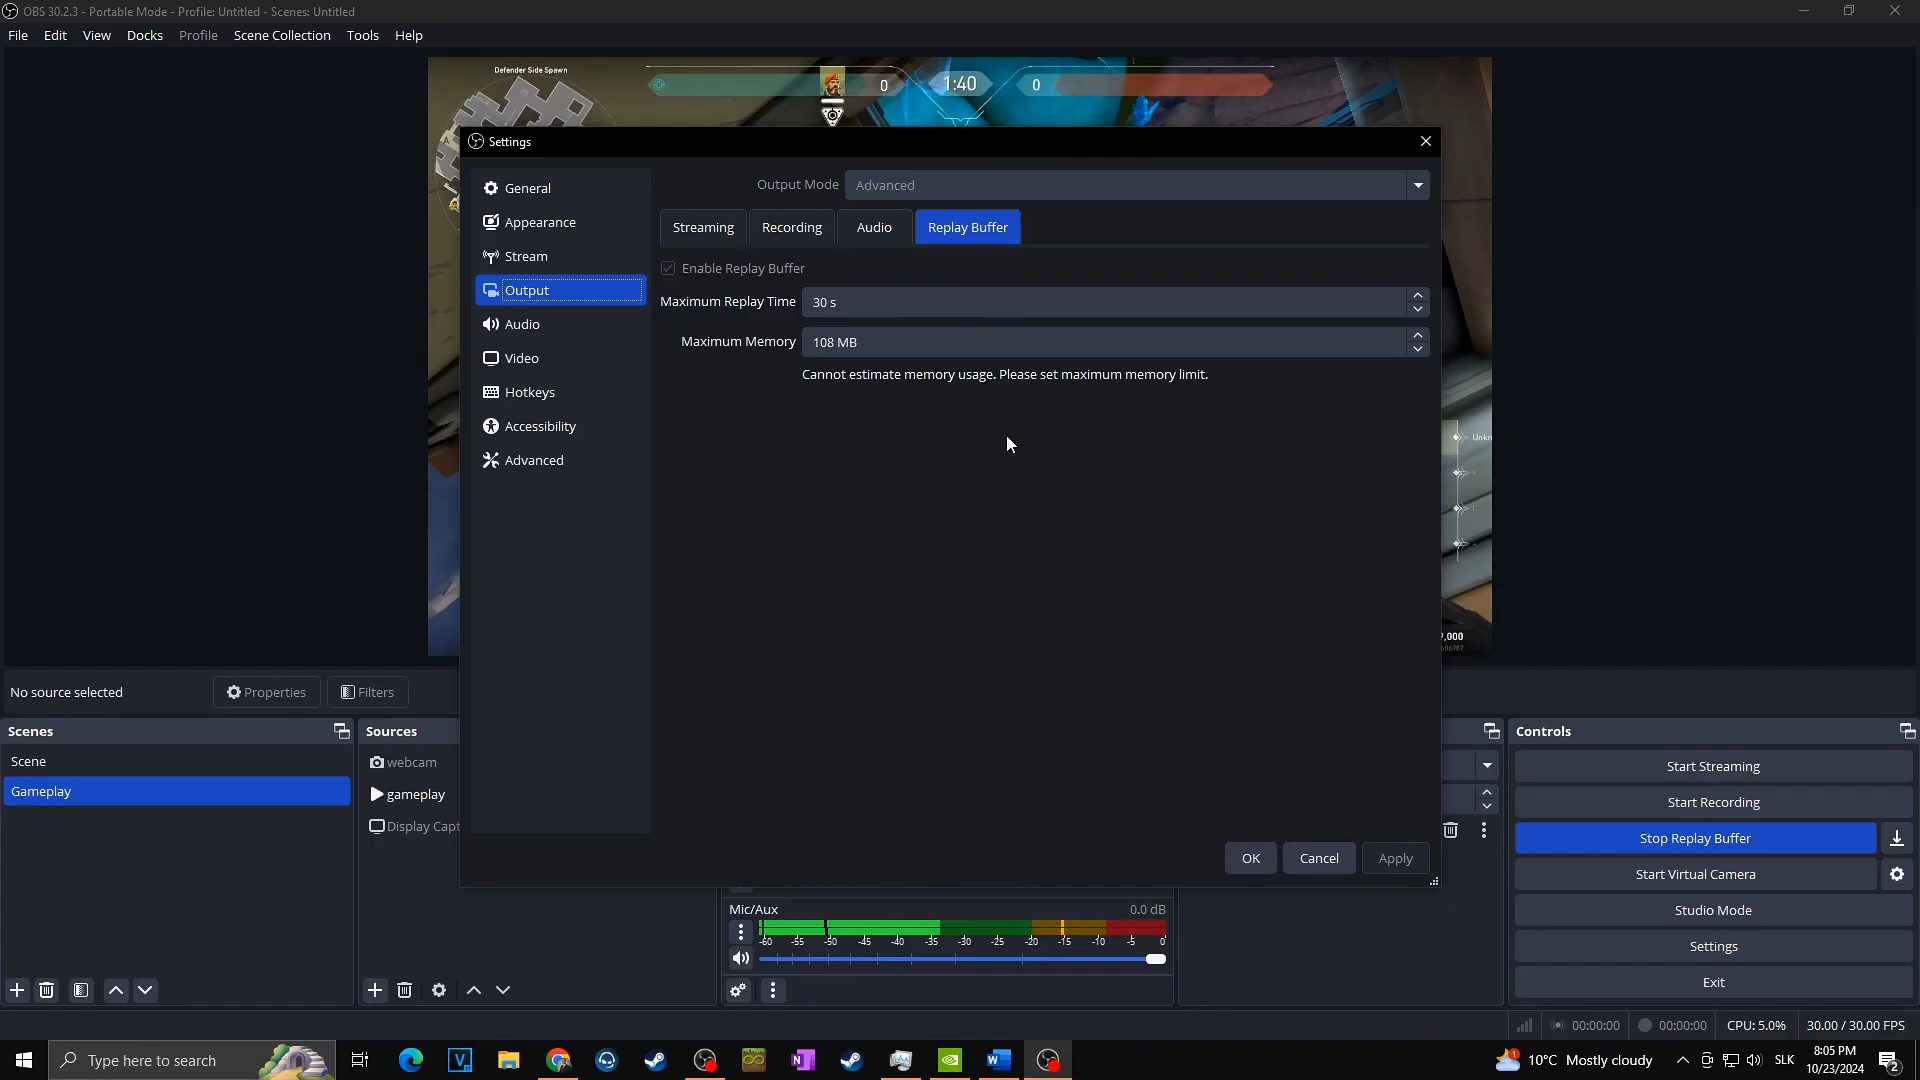 OBS 30.2.3 - Portable Mode - Profile: Untitled - Scenes: Untitled
File Edit View Docks Profile Scene Collection Tools Help
Defender Side Spawn
0 1:40 0
Settings
General
Appearance
Stream
Output
Audio
Video
Hotkeys
Accessibility
Advanced
Output Mode Advanced
Streaming Recording Audio Replay Buffer
Enable Replay Buffer
Maximum Replay Time 30 s
Maximum Memory 108 MB
Cannot estimate memory usage. Please set maximum memory limit.
OK Cancel Apply
No source selected Properties Filters
Scenes
Scene
Gameplay
Sources
webcam
gameplay
Display Capt
Mic/Aux 0.0 dB
-60 -55 -50 -45 -40 -35 -30 -25 -20 -15 -10 -5 0
Controls
Start Streaming
Start Recording
Stop Replay Buffer
Start Virtual Camera
Studio Mode
Settings
Exit
00:00:00 00:00:00 CPU: 5.0% 30.00 / 30.00 FPS
Type here to search
1 10°C Mostly cloudy SLK
8:05 PM
10/23/2024
2